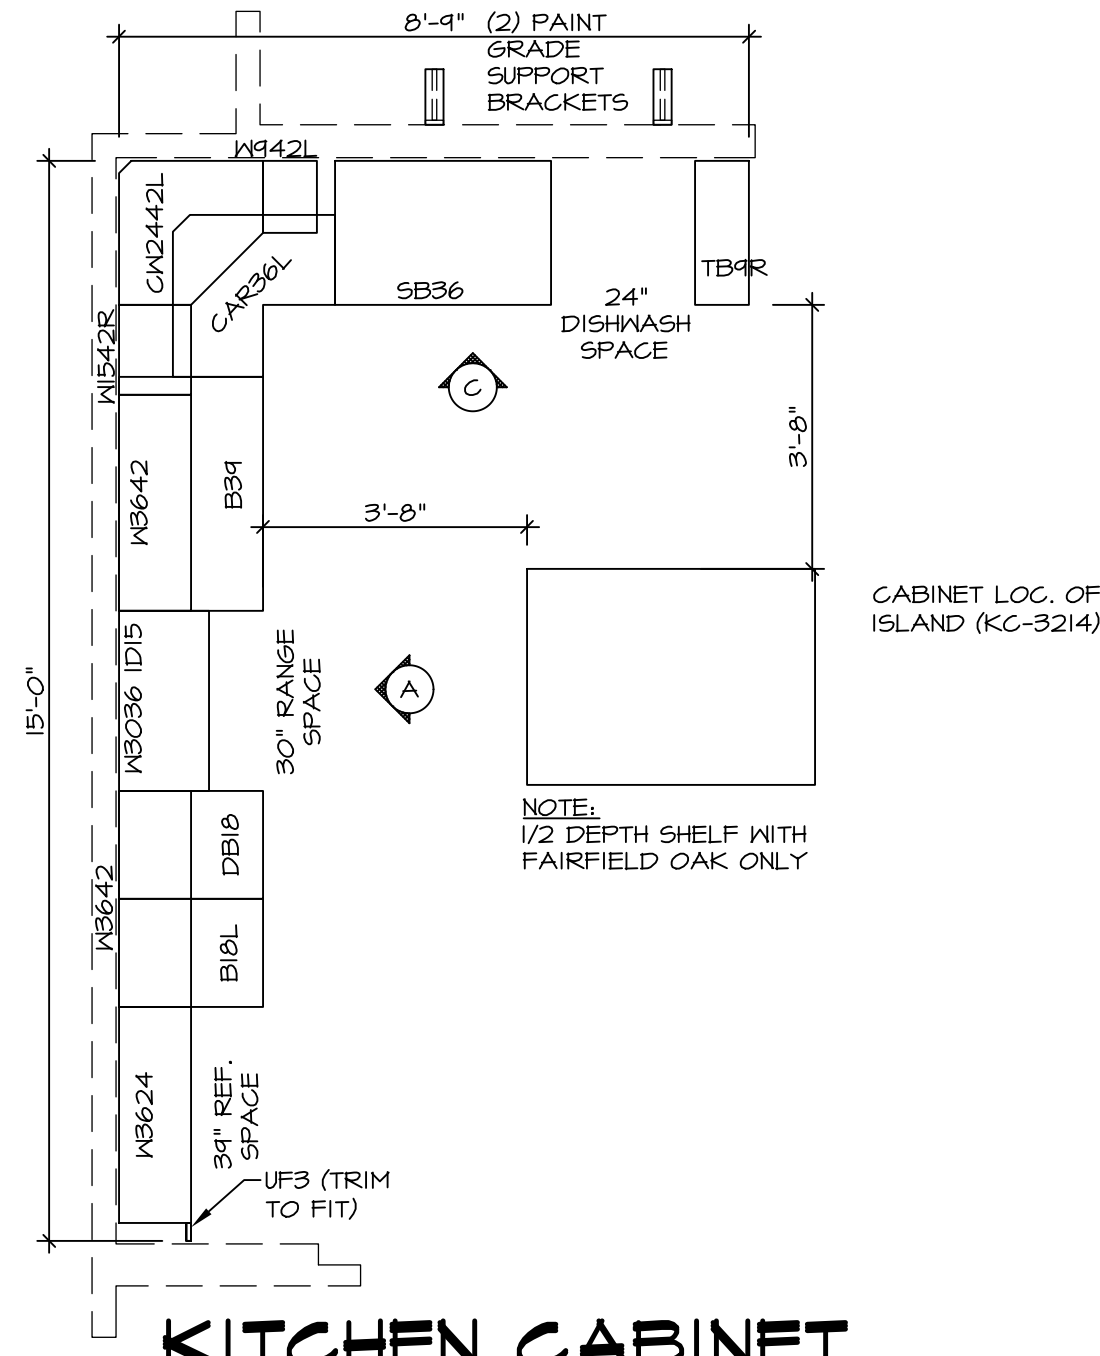 8'-9" (2) PAINT
GRADE
SUPPORT
BRACKETS
W942L
CW2442L
CAR36L
SB36
TB9R
24"
DISHWASH
SPACE
W1542R
C
3'-8"
W3642
B39
3'-8"
CABINET LOC. OF
ISLAND (KC-3214)
15'-0"
W3036 1D15
30" RANGE
SPACE
A
NOTE:
1/2 DEPTH SHELF WITH
FAIRFIELD OAK ONLY
DB18
W3642
B18L
W3624
39" REF.
SPACE
UF3 (TRIM
TO FIT)
KITCHEN CABINET